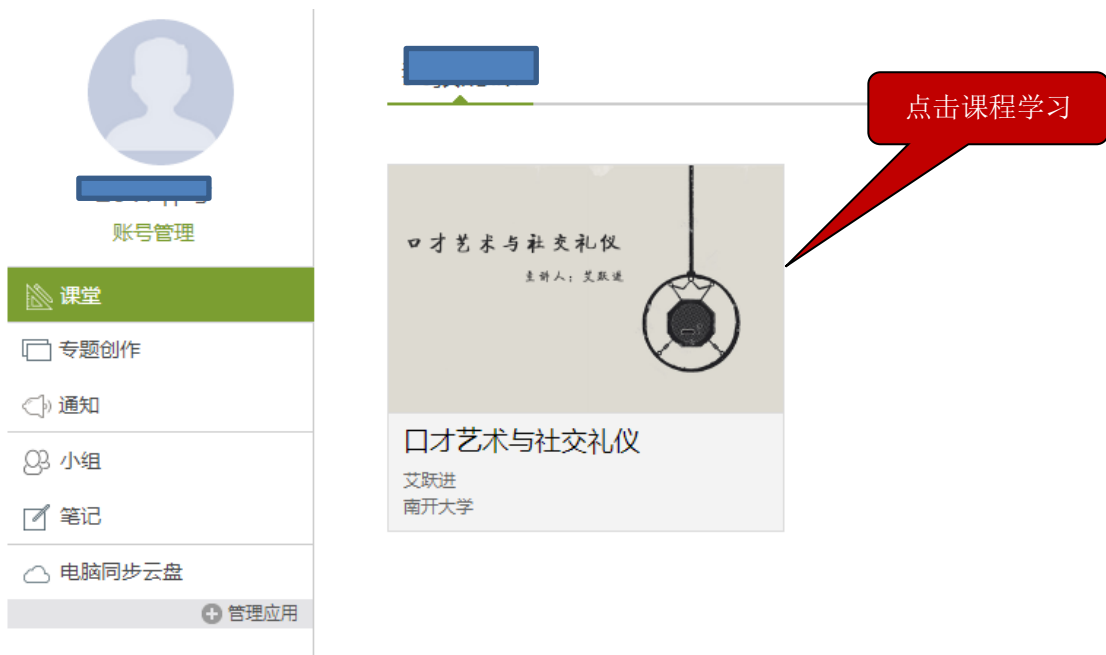 账号管理
课堂
专题创作
通知
小组
笔记
电脑同步云盘
管理应用
点击课程学习
口才艺术与社交礼仪
主讲人：艾跃进
口才艺术与社交礼仪
艾跃进
南开大学